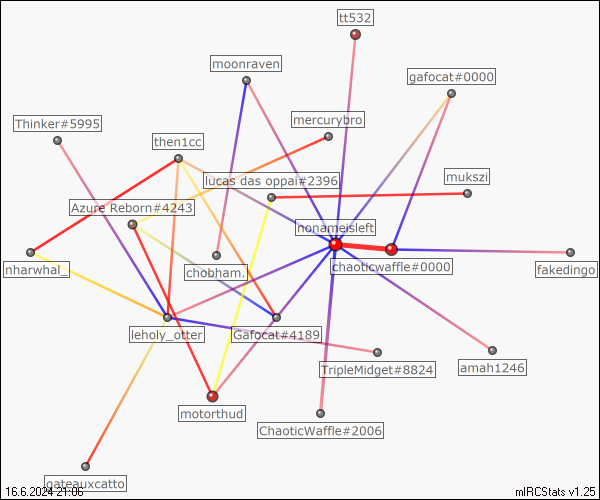 tt532
moonraven
gafocat#0000
mercurybro
Thinker#5995
then1cc
lucas das oppai#2396
mukszi
Azure Reborn#4243
nonameisleft
nharwhal_
chobham.
chaoticwaffle#0000
fakedingo
leholy_otter
Gafocat#4189
TripleMidget#8824
amah1246
motorthud
ChaoticWaffle#2006
gateauxcatto
16.6.2024 21:06
mIRCStats v1.25